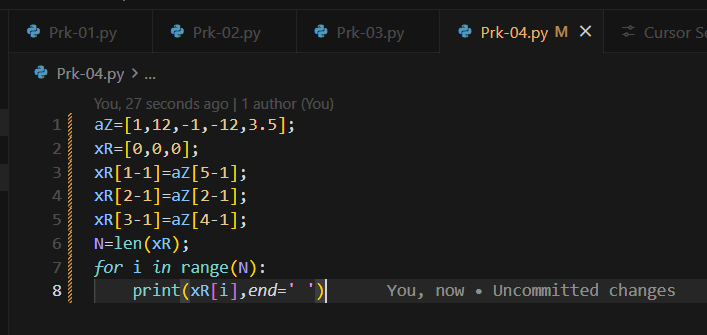 Prk-01.py Prk-02.py Prk-03.py Prk-04.py M Cursor Se
Prk-04.py > ...
You, 27 seconds ago | 1 author (You)
1 aZ=[1,12,-1,-12,3.5];
2 xR=[0,0,0];
3 xR[1-1]=aZ[5-1];
4 xR[2-1]=aZ[2-1];
5 xR[3-1]=aZ[4-1];
6 N=len(xR);
7 for i in range(N):
8     print(xR[i],end=' ') You, now • Uncommitted changes